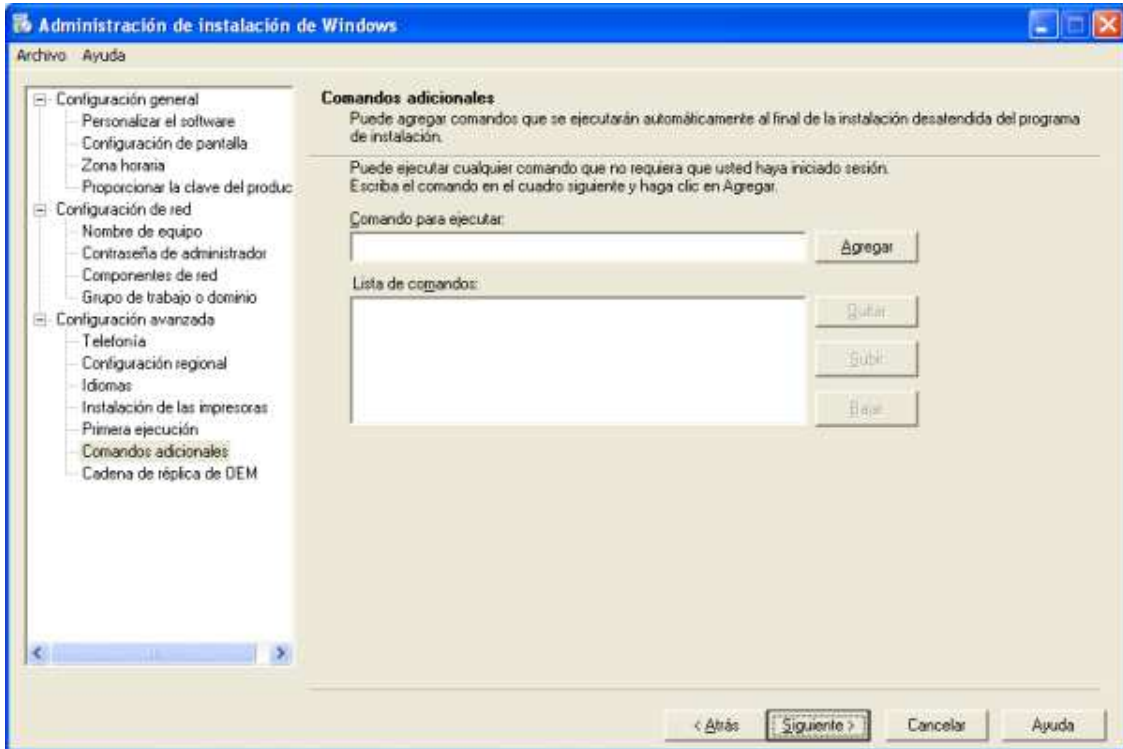 Administración de instalación de Windows
Archivo Ayuda
Configuración general
Personalizar el software
Configuración de pantalla
Zona horaria
Proporcionar la clave del produc
Configuración de red
Nombre de equipo
Contraseña de administrador
Componentes de red
Grupo de trabajo o dominio
Configuración avanzada
Telefonía
Configuración regional
Idiomas
Instalación de las impresoras
Primera ejecución
Comandos adicionales
Cadena de réplica de OEM
Comandos adicionales
Puede agregar comandos que se ejecutarán automáticamente al final de la instalación desatendida del programa
de instalación.
Puede ejecutar cualquier comando que no requiera que usted haya iniciado sesión.
Escriba el comando en el cuadro siguiente y haga clic en Agregar.
Comando para ejecutar:
Agregar
Lista de comandos:
Quitar
Subir
Bajar
< Atrás
Siguiente >
Cancelar
Ayuda